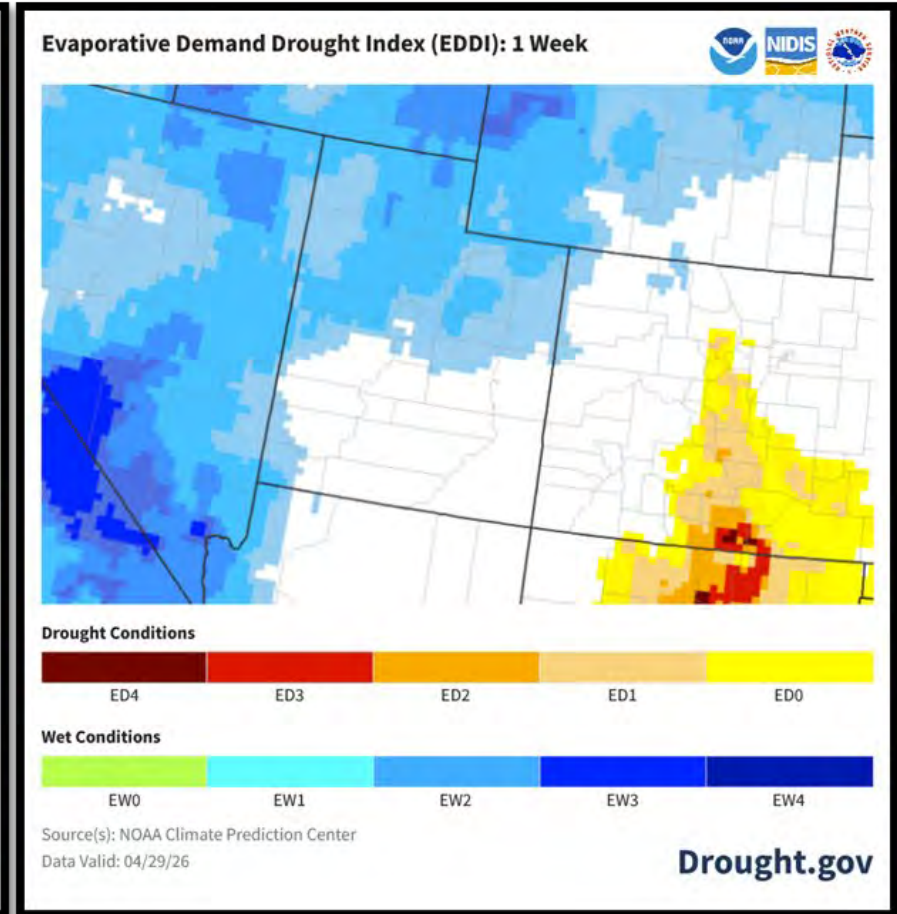 Evaporative Demand Drought Index (EDDI): 1 Week
NOAA
NIDIS
Drought Conditions
ED4 ED3 ED2 ED1 ED0
Wet Conditions
EW0 EW1 EW2 EW3 EW4
Source(s): NOAA Climate Prediction Center
Data Valid: 04/29/26
Drought.gov